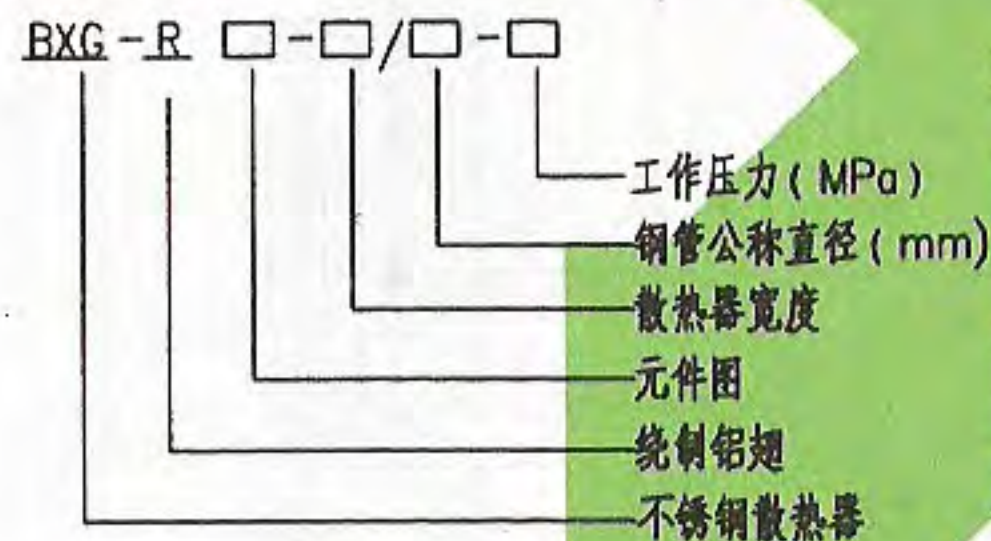 BXG-R □-□/□-□
工作压力(MPa)
钢管公称直径(mm)
散热器宽度
元件图
绕制铝翅
不锈钢散热器